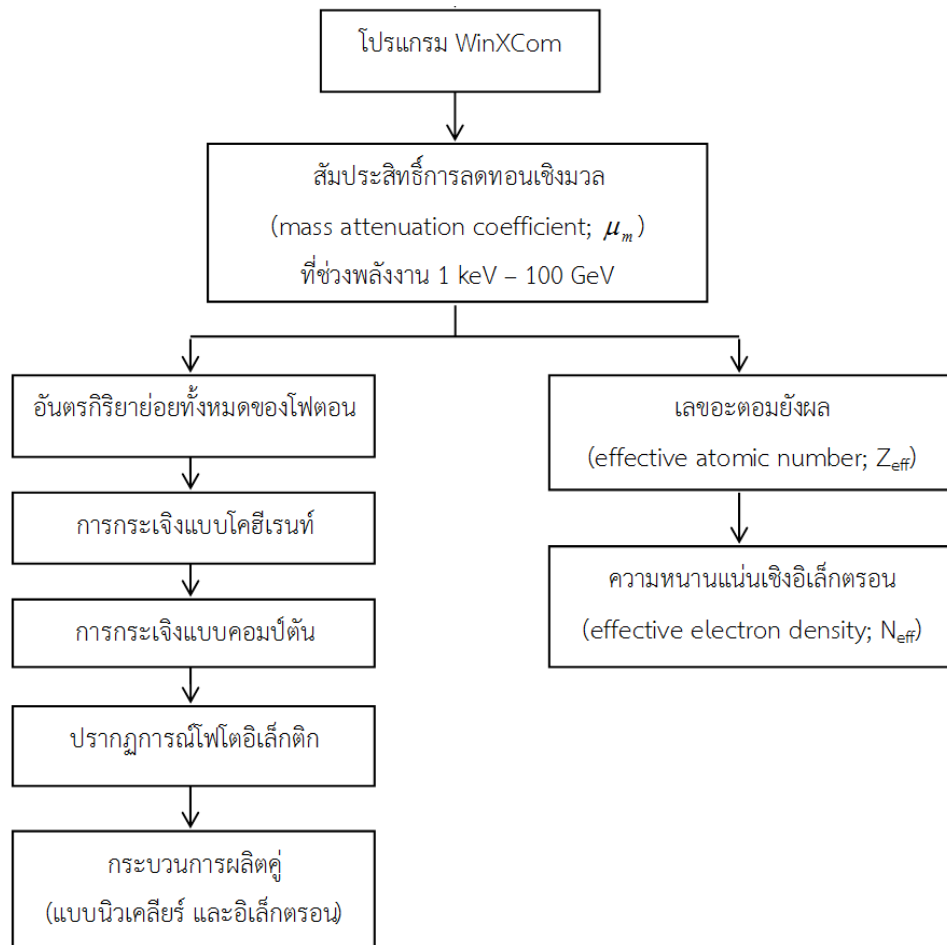 โปรแกรม WinXCom
สัมประสิทธิ์การลดทอนเชิงมวล
(mass attenuation coefficient; μm)
ที่ช่วงพลังงาน 1 keV – 100 GeV
อันตรกิริยาย่อยทั้งหมดของโฟตอน
การกระเจิงแบบโคฮีเรนท์
การกระเจิงแบบคอมป์ตัน
ปรากฏการณ์โฟโตอิเล็กติก
กระบวนการผลิตคู่
(แบบนิวเคลียร์ และอิเล็กตรอน)
เลขอะตอมยังผล
(effective atomic number; Zeff)
ความหนานแน่นเชิงอิเล็กตรอน
(effective electron density; Neff)